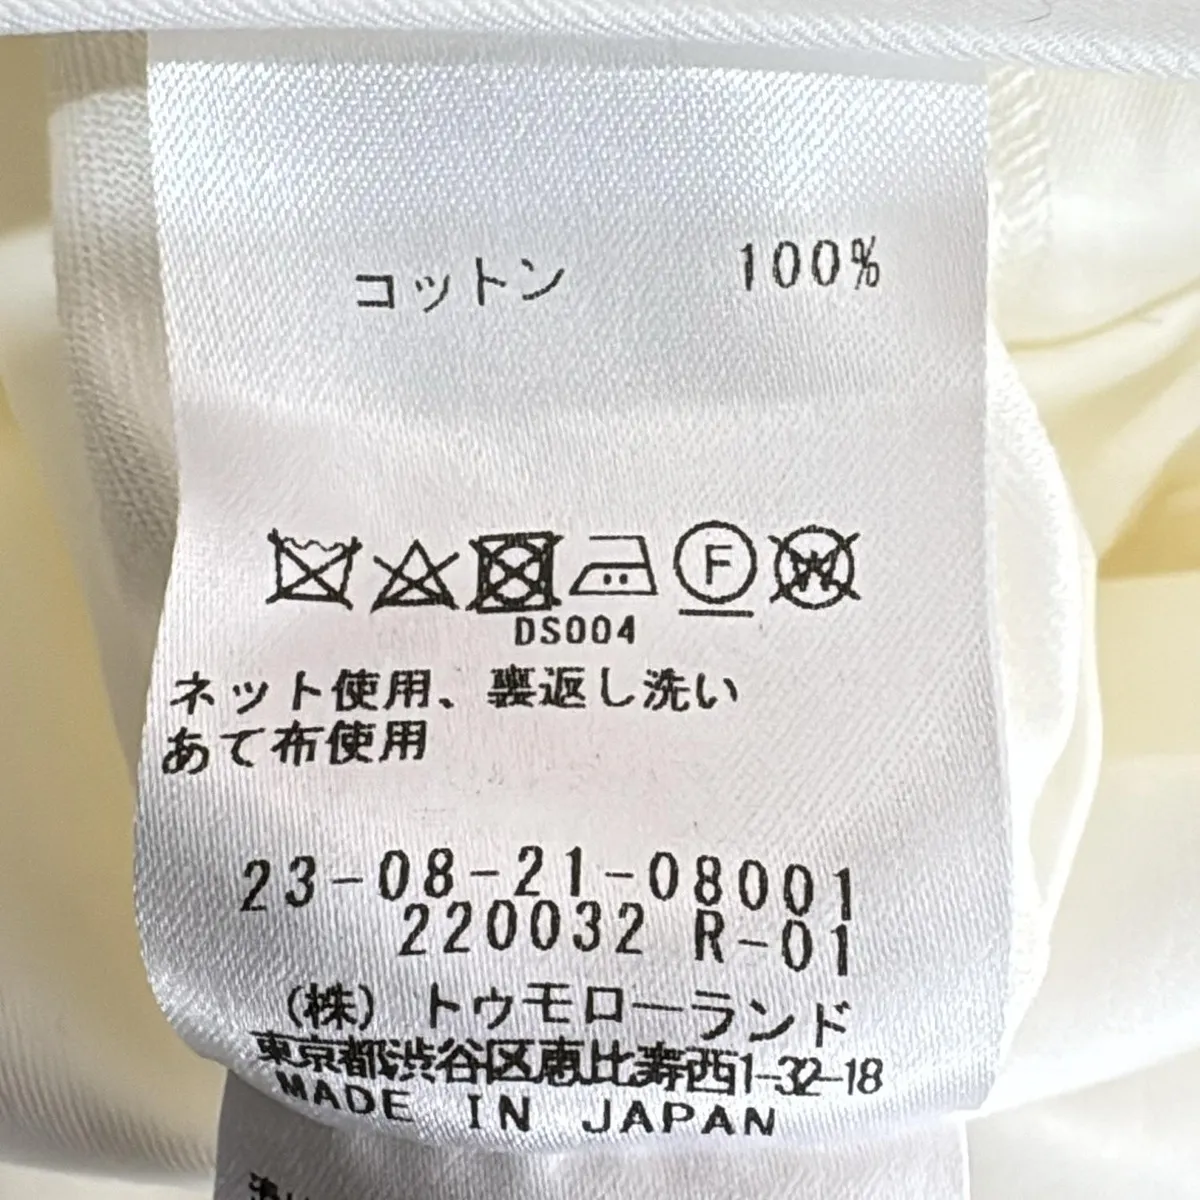 コットン 100%
F W
DS004
ネット使用、裏返し洗い
あて布使用
23-08-21-08001
220032 R-01
(株) トゥモローランド
東京都渋谷区恵比寿西1-32-18
MADE IN JAPAN